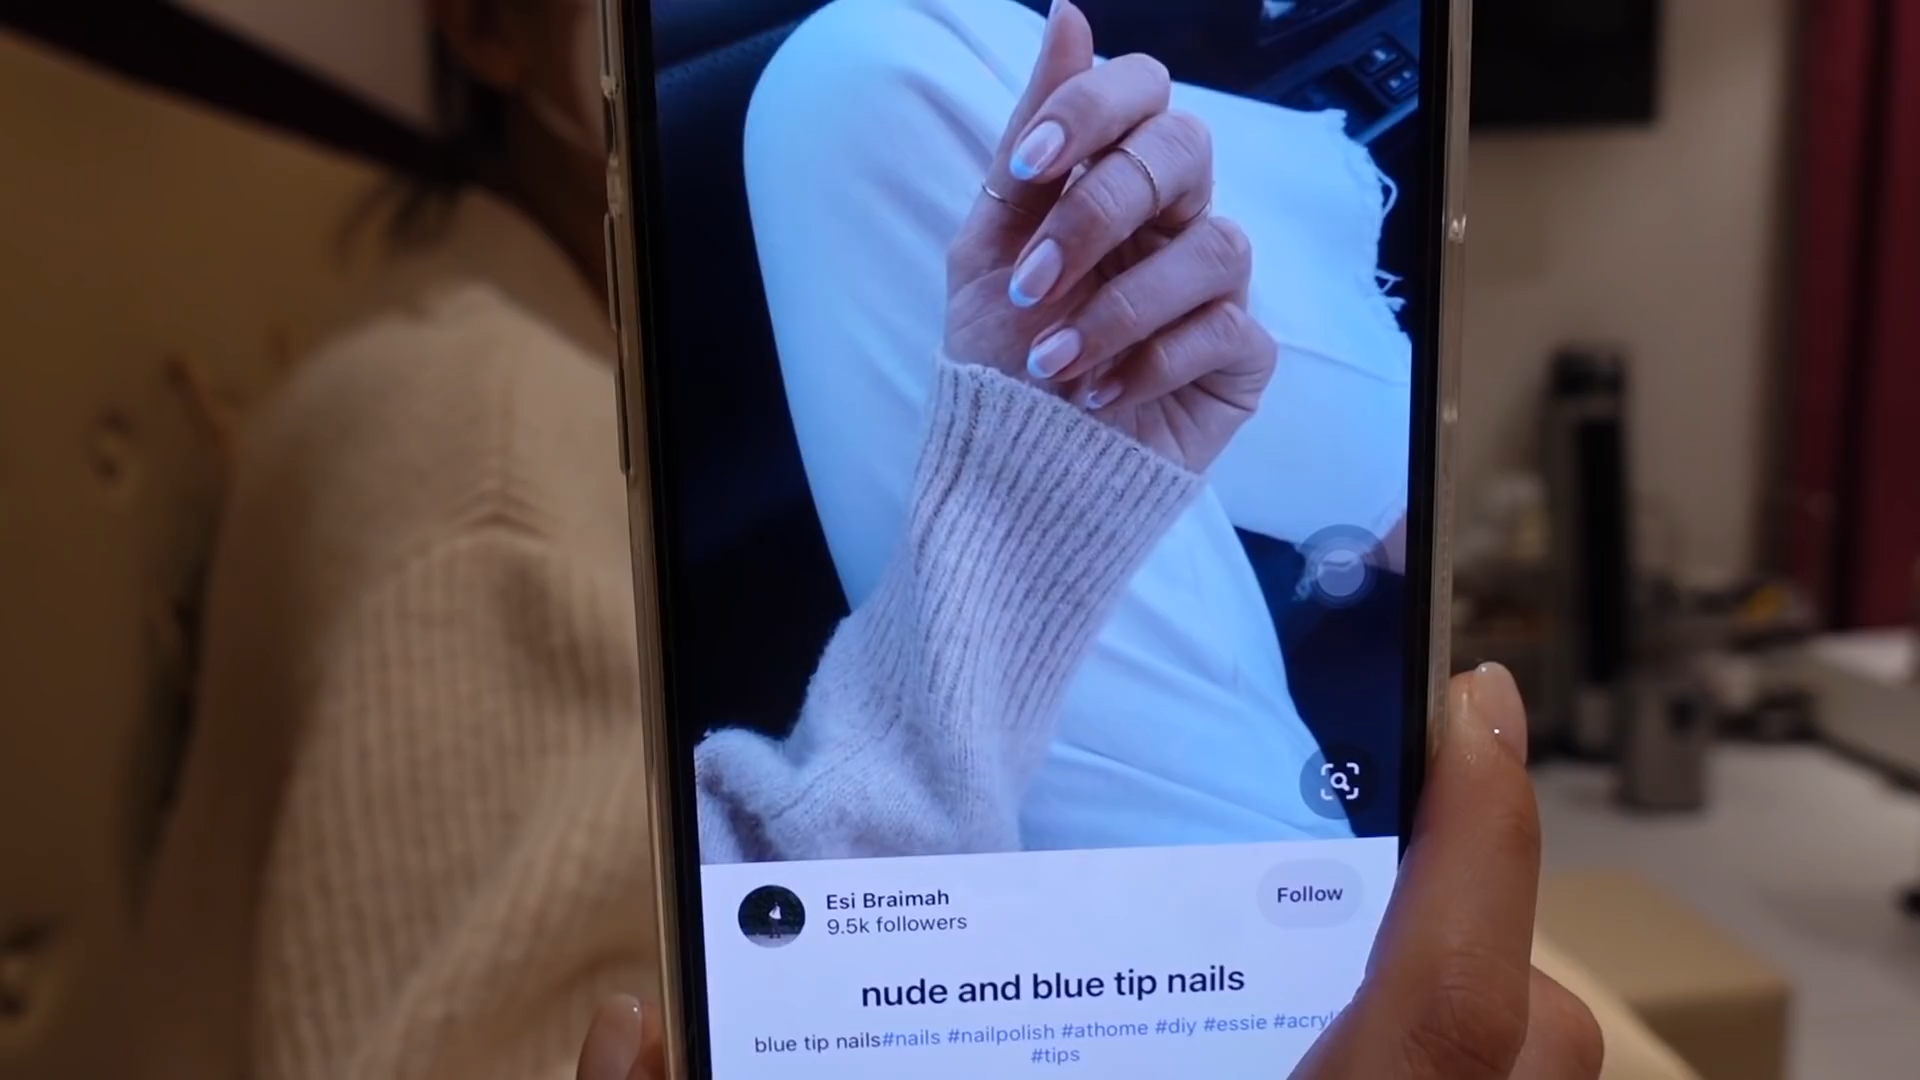 Esi Braimah
9.5k followers
Follow
nude and blue tip nails
blue tip nails#nails #nailpolish #athome #diy #essie
#tips